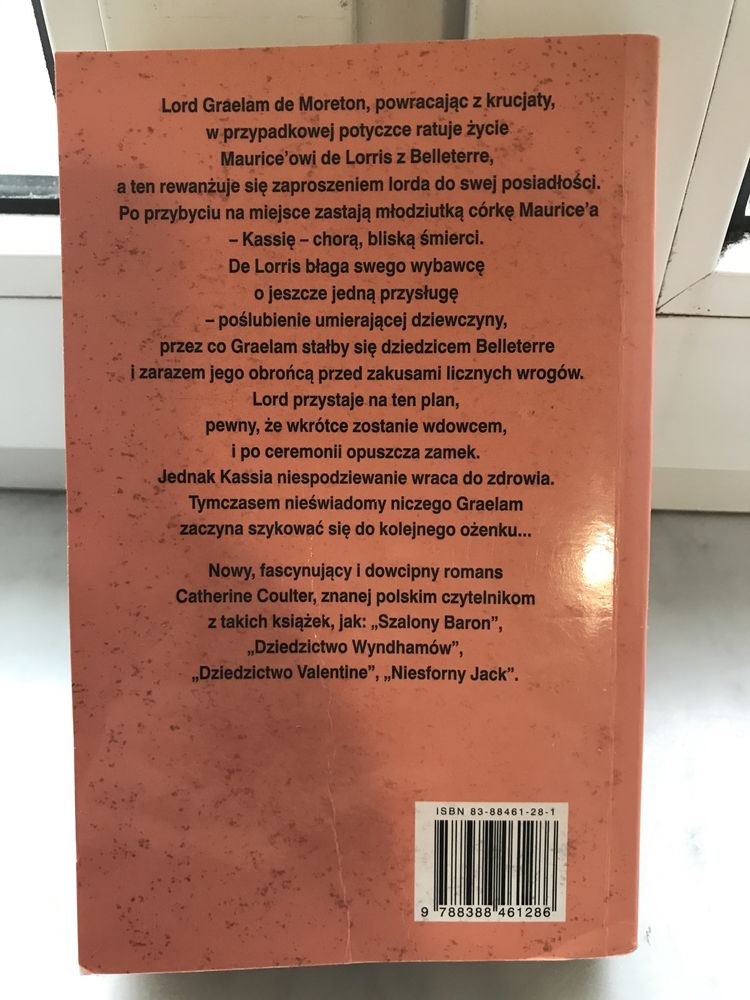 Lord Graelam de Moreton, powracając z krucjaty,
w przypadkowej potyczce ratuje życie
Maurice'owi de Lorris z Belleterre,
a ten rewanżuje się zaproszeniem lorda do swej posiadłości.
Po przybyciu na miejsce zastają młodziutką córkę Maurice'a
– Kassię – chorą, bliską śmierci.
De Lorris błaga swego wybawcę
o jeszcze jedną przysługę
– poślubienie umierającej dziewczyny,
przez co Graelam stałby się dziedzicem Belleterre
i zarazem jego obrońcą przed zakusami licznych wrogów.
Lord przystaje na ten plan,
pewny, że wkrótce zostanie wdowcem,
i po ceremonii opuszcza zamek.
Jednak Kassia niespodziewanie wraca do zdrowia.
Tymczasem nieświadomy niczego Graelam
zaczyna szykować się do kolejnego ożenku...
Nowy, fascynujący i dowcipny romans
Catherine Coulter, znanej polskim czytelnikom
z takich książek, jak: „Szalony Baron”,
„Dziedzictwo Wyndhamów”,
„Dziedzictwo Valentine”, „Niesforny Jack”.
ISBN 83-88461-28-1
9 788388 461286